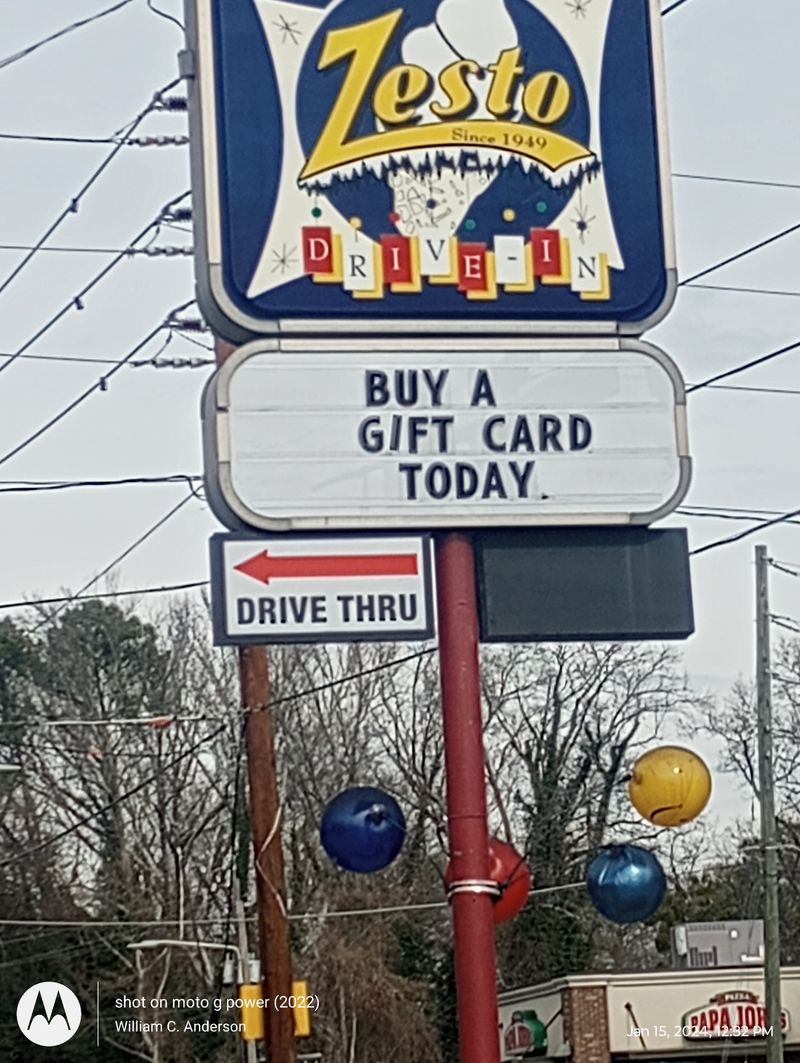 Zesto
Since 1949
DRIVE-IN
BUY A
GIFT CARD
TODAY.
DRIVE THRU
PIZZA
PAPA JOHNS
shot on moto g power (2022)
William C. Anderson
Jan 15, 2024, 12:32 PM